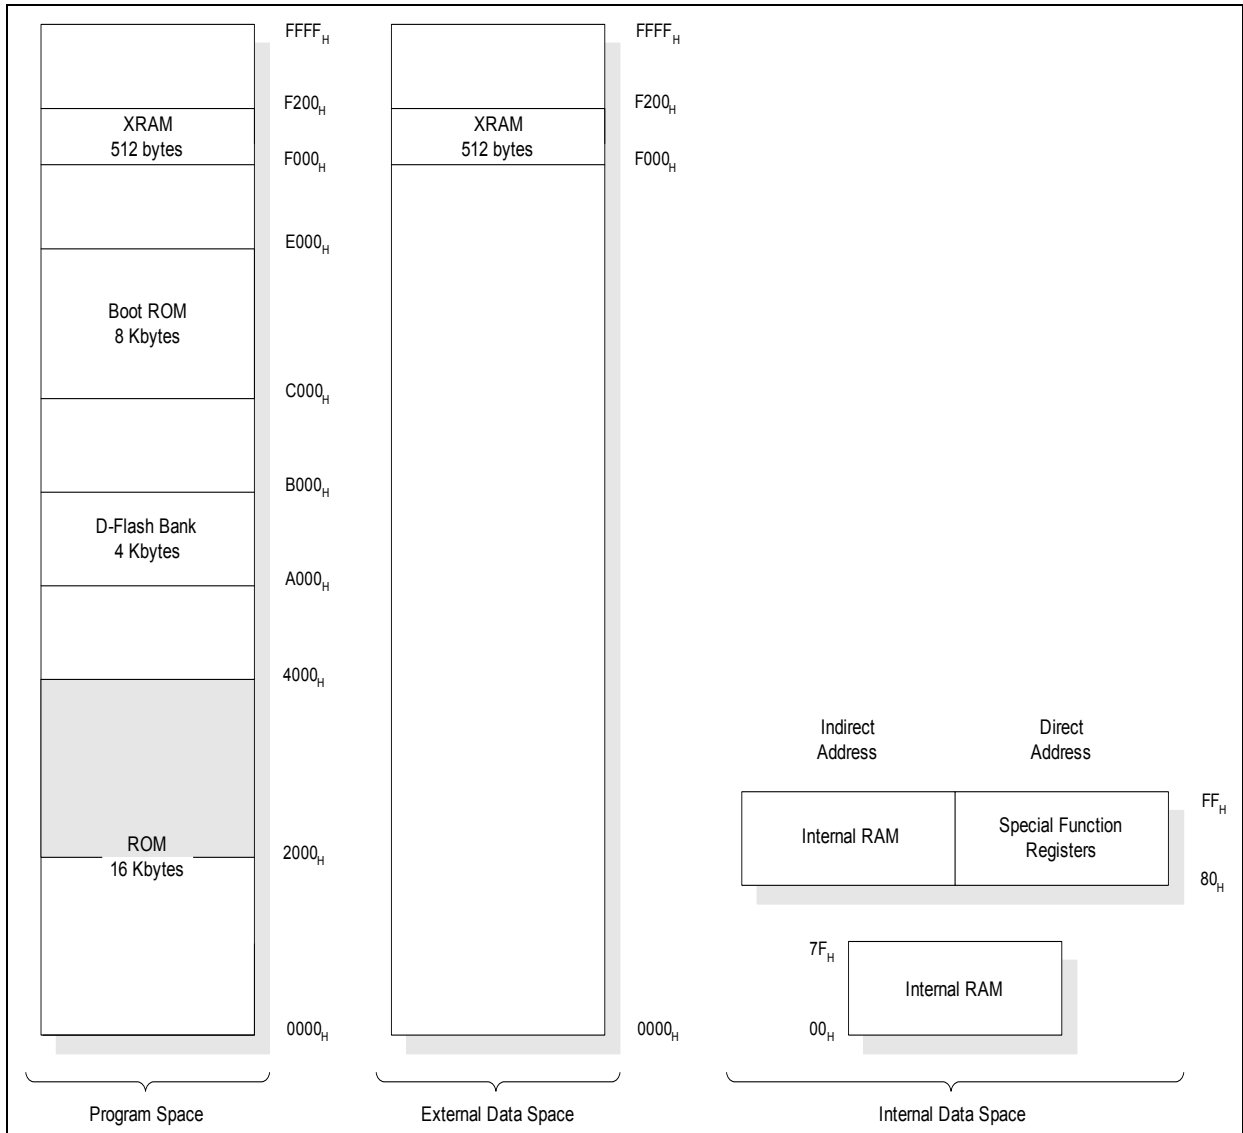 FFFFH
F200H
XRAM
512 bytes
F000H
E000H
Boot ROM
8 Kbytes
C000H
B000H
D-Flash Bank
4 Kbytes
A000H
4000H
ROM
16 Kbytes
2000H
0000H
Program Space
FFFFH
F200H
XRAM
512 bytes
F000H
0000H
External Data Space
Indirect
Address
Direct
Address
Internal RAM
Special Function
Registers
FFH
80H
7FH
Internal RAM
00H
Internal Data Space